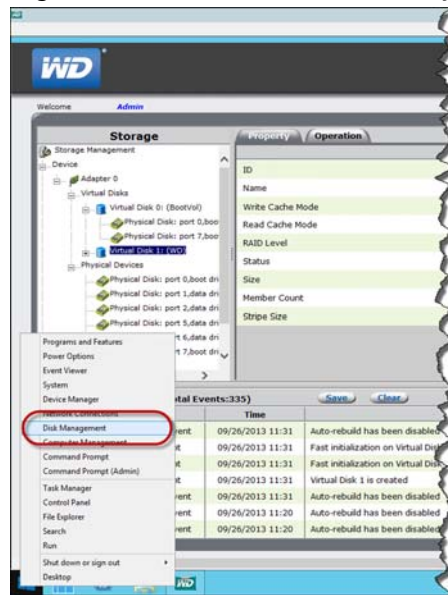 WD
Welcome Admin
Storage
Property Operation
Storage Management
Device
Adapter 0
Virtual Disks
Virtual Disk 0: (BootVol)
Physical Disk: port 0,boo
Physical Disk: port 7,boo
Virtual Disk 1: (WD)
Physical Devices
Physical Disk: port 0,boot dri
Physical Disk: port 1,data dri
Physical Disk: port 2,data dri
Physical Disk: port 5,data dri
t 6,data dri
t 7,boot dri
ID
Name
Write Cache Mode
Read Cache Mode
RAID Level
Status
Size
Member Count
Stripe Size
Programs and Features
Power Options
Event Viewer
System
Device Manager
Network Connections
Disk Management
Computer Management
Command Prompt
Command Prompt (Admin)
Task Manager
Control Panel
File Explorer
Search
Run
Shut down or sign out
Desktop
otal Events:335) Save Clear
Time
vent 09/26/2013 11:31 Auto-rebuild has been disabled
t 09/26/2013 11:31 Fast initialization on Virtual Disk
t 09/26/2013 11:31 Fast initialization on Virtual Disk
t 09/26/2013 11:31 Virtual Disk 1 is created
vent 09/26/2013 11:31 Auto-rebuild has been disabled
vent 09/26/2013 11:20 Auto-rebuild has been disabled
vent 09/26/2013 11:20 Auto-rebuild has been disabled
WD